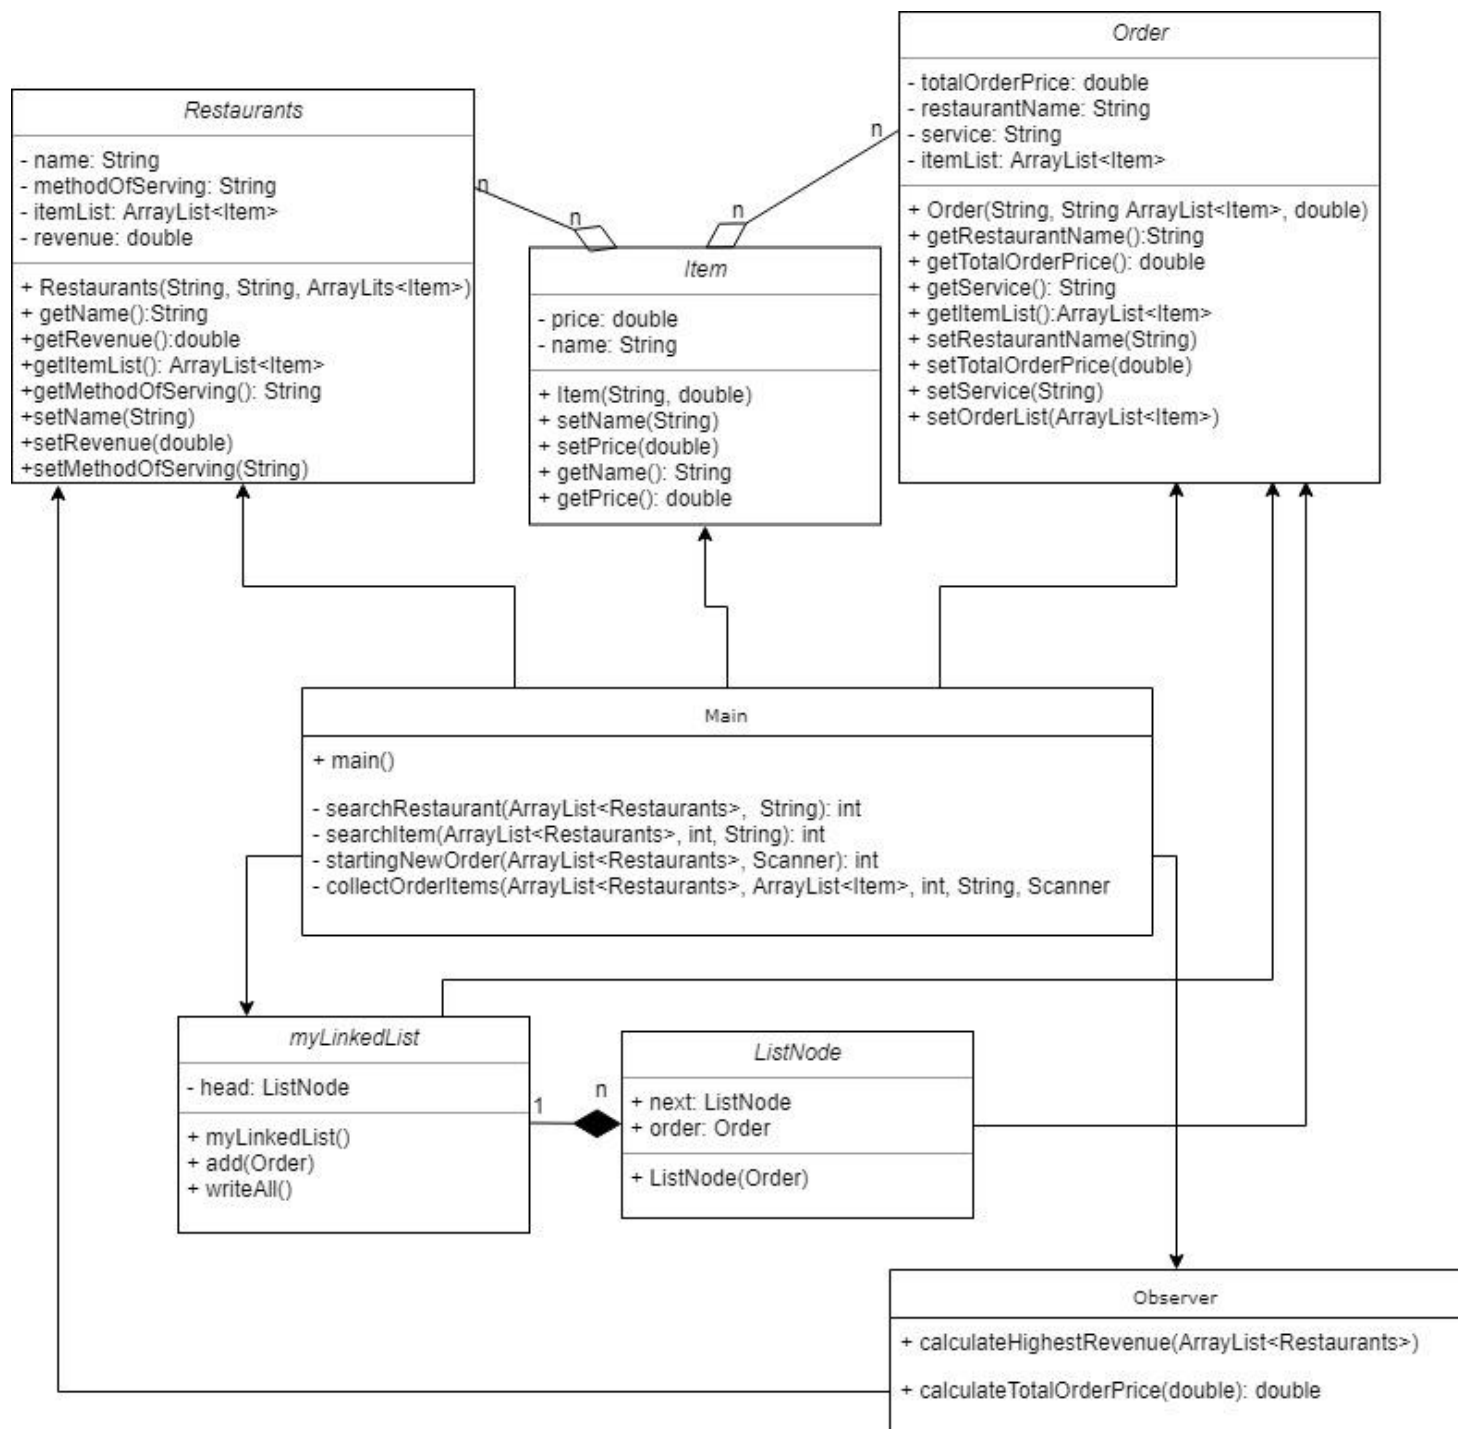 Restaurants
- name: String
- methodOfServing: String
- itemList: ArrayList<Item>
- revenue: double
+ Restaurants(String, String, ArrayLits<Item>)
+ getName():String
+getRevenue():double
+getItemList(): ArrayList<Item>
+getMethodOfServing(): String
+setName(String)
+setRevenue(double)
+setMethodOfServing(String)
n
n
n
n
Item
- price: double
- name: String
+ Item(String, double)
+ setName(String)
+ setPrice(double)
+ getName(): String
+ getPrice(): double
Order
- totalOrderPrice: double
- restaurantName: String
- service: String
- itemList: ArrayList<Item>
+ Order(String, String ArrayList<Item>, double)
+ getRestaurantName():String
+ getTotalOrderPrice(): double
+ getService(): String
+ getItemList():ArrayList<Item>
+ setRestaurantName(String)
+ setTotalOrderPrice(double)
+ setService(String)
+ setOrderList(ArrayList<Item>)
Main
+ main()
- searchRestaurant(ArrayList<Restaurants>, String): int
- searchItem(ArrayList<Restaurants>, int, String): int
- startingNewOrder(ArrayList<Restaurants>, Scanner): int
- collectOrderItems(ArrayList<Restaurants>, ArrayList<Item>, int, String, Scanner
myLinkedList
- head: ListNode
+ myLinkedList()
+ add(Order)
+ writeAll()
1
n
ListNode
+ next: ListNode
+ order: Order
+ ListNode(Order)
Observer
+ calculateHighestRevenue(ArrayList<Restaurants>)
+ calculateTotalOrderPrice(double): double